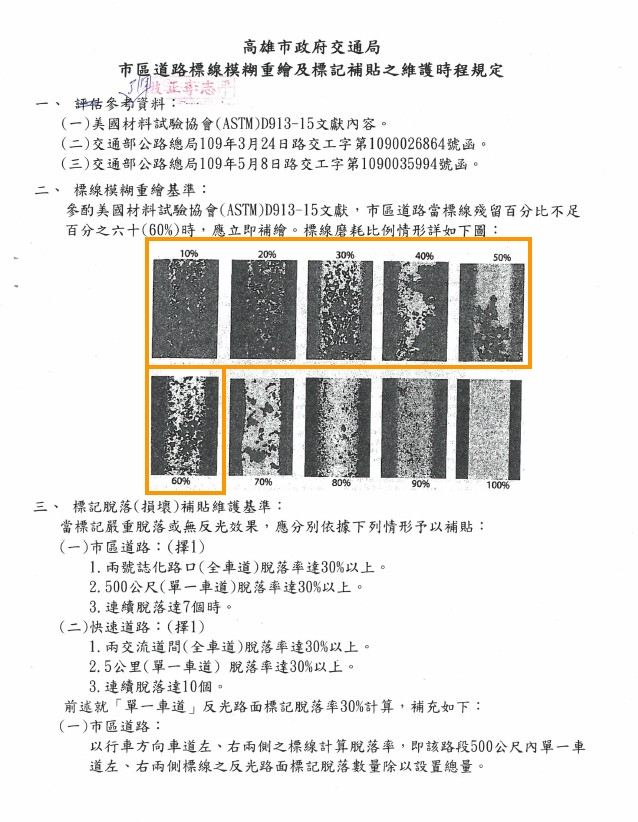 高雄市政府交通局
市區道路標線模糊重繪及標記補貼之維護時程規定
一、 評估參考資料：
(一)美國材料試驗協會(ASTM)D913-15文獻內容。
(二)交通部公路總局109年3月24日路交工字第1090026864號函。
(三)交通部公路總局109年5月8日路交工字第1090035994號函。
二、 標線模糊重繪基準：
參酌美國材料試驗協會(ASTM)D913-15文獻，市區道路當標線殘留百分比不足
百分之六十(60%)時，應立即補繪。標線磨耗比例情形詳如下圖：
10% 20% 30% 40% 50%
60% 70% 80% 90% 100%
三、 標記脫落(損壞)補貼維護基準：
當標記嚴重脫落或無反光效果，應分別依據下列情形予以補貼：
(一)市區道路：(擇1)
1.兩號誌化路口(全車道)脫落率達30%以上。
2.500公尺(單一車道)脫落率達30%以上。
3.連續脫落達7個時。
(二)快速道路：(擇1)
1.兩交流道間(全車道)脫落率達30%以上。
2.5公里(單一車道) 脫落率達30%以上。
3.連續脫落達10個。
前述就「單一車道」反光路面標記脫落率30%計算，補充如下：
(一)市區道路：
以行車方向車道左、右兩側之標線計算脫落率，即該路段500公尺內單一車
道左、右兩側標線之反光路面標記脫落數量除以設置總量。